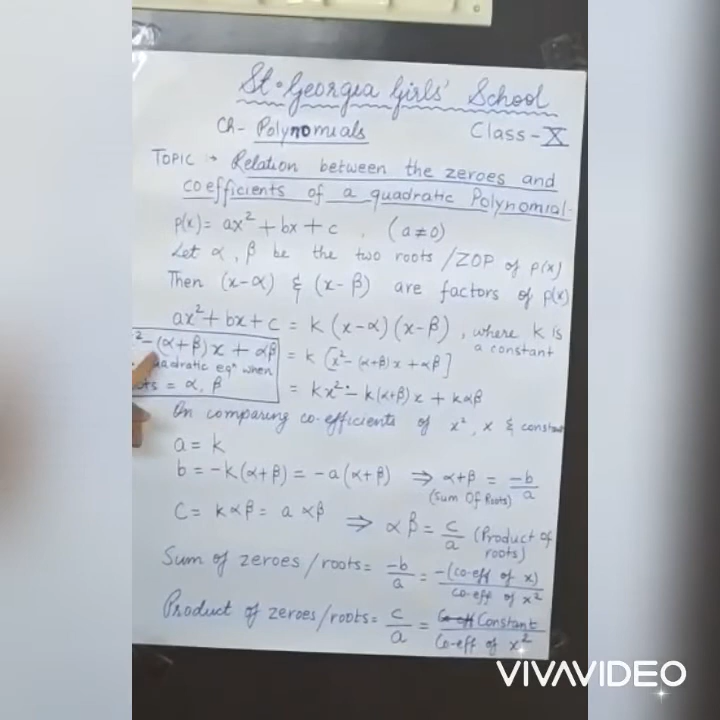 St. Georgia Girls' School
Ch- Polynomials Class - X
TOPIC → Relation between the zeroes and
coefficients of a quadratic Polynomial-
p(x) = ax² + bx + c , (a ≠ 0)
Let α, β be the two roots / ZOP of p(x)
Then (x-α) & (x-β) are factors of p(x)
ax² + bx + c = k (x-α)(x-β) , where k is
a constant
² - (α+β)x + αβ = k [x² - (α+β)x + αβ]
eqⁿ when
= α, β = kx² - k(α+β)x + kαβ
On comparing co-efficients of x², x &
a = k
b = -k(α+β) = -a(α+β) ⇒ α+β = -b/a
(Sum Of Roots)
C = kαβ = a αβ ⇒ αβ = c/a (Product of
roots)
Sum of zeroes/roots = -b/a = -(co-eff of x)/co-eff of x²
Product of zeroes/roots = c/a = Constant/Co-eff of x²
VIVAVIDEO